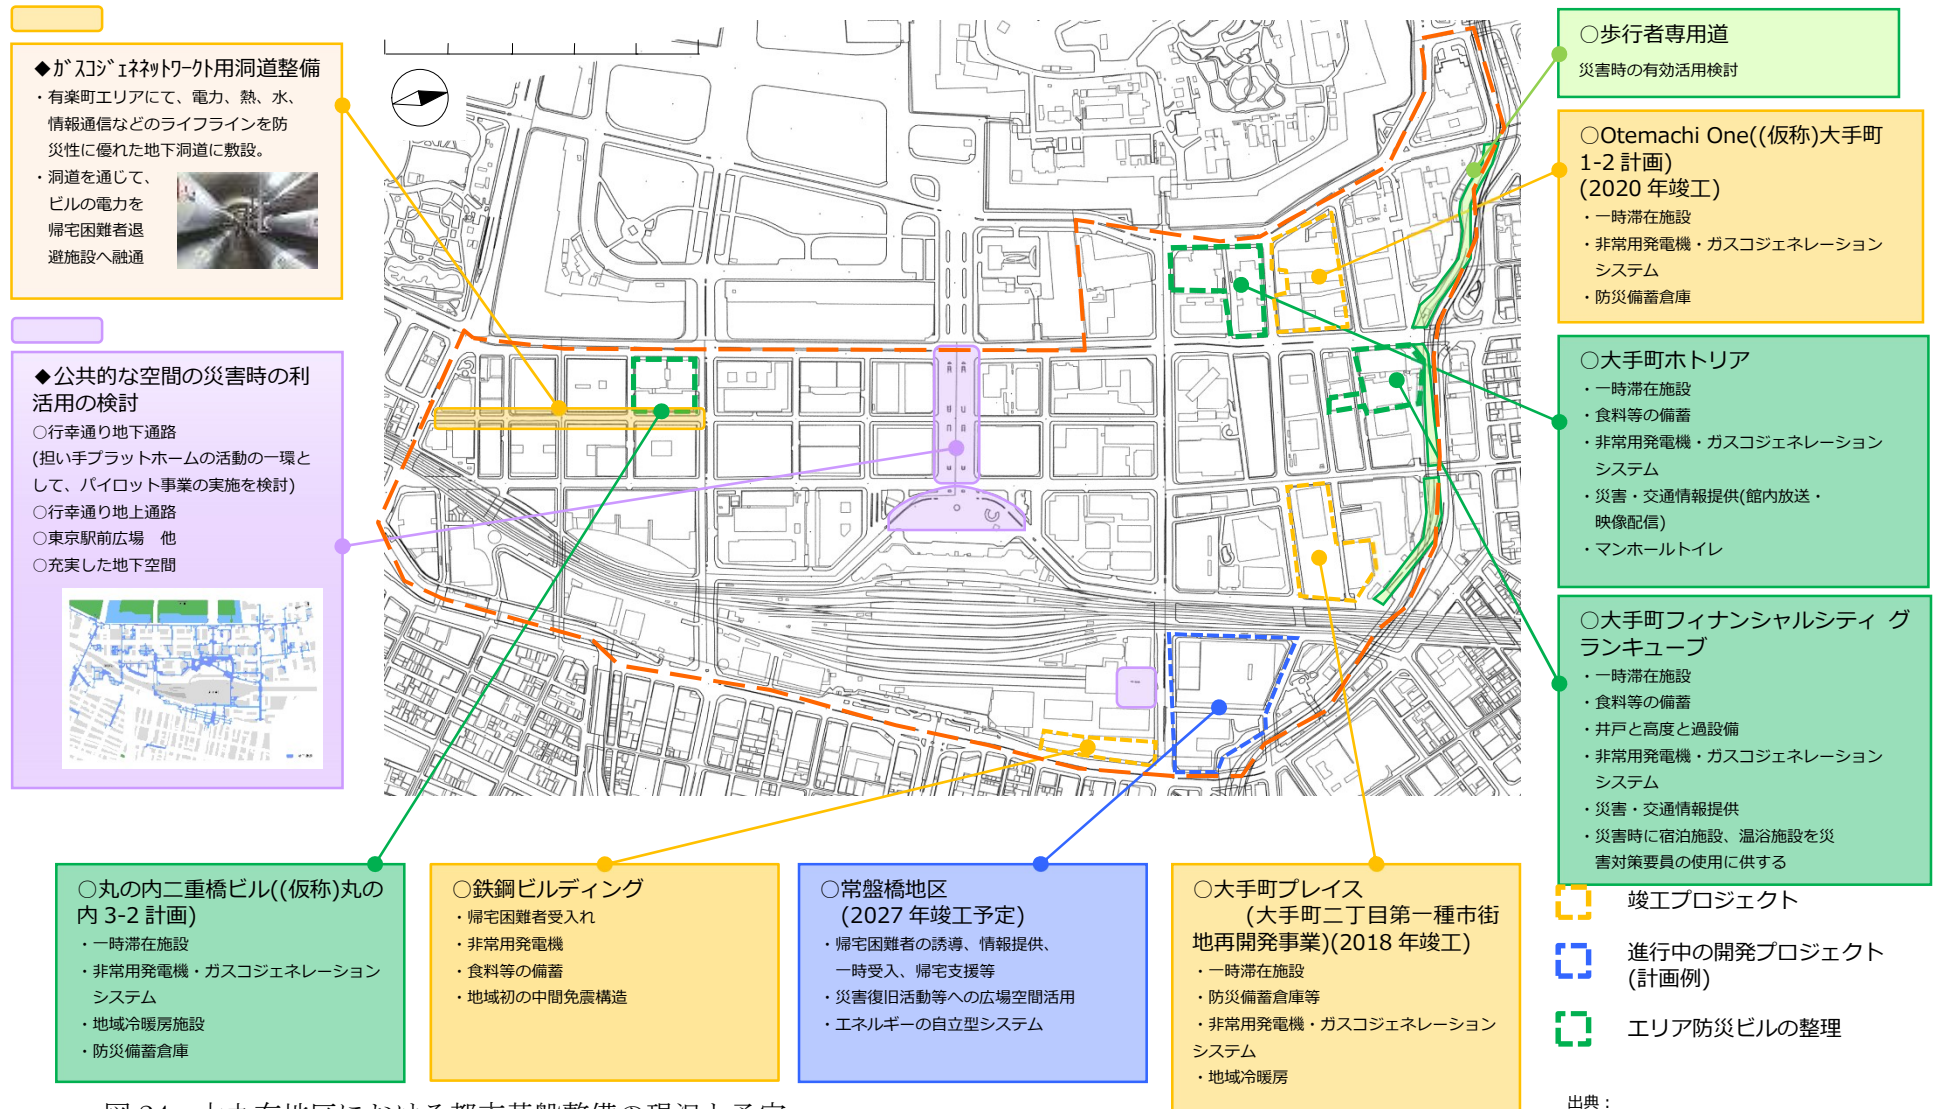 ◆ｶﾞｽｺｼﾞｪﾈﾈｯﾄﾜｰｸﾄ用洞道整備
・有楽町エリアにて、電力、熱、水、
情報通信などのライフラインを防
災性に優れた地下洞道に敷設。
・洞道を通じて、
ビルの電力を
帰宅困難者退
避施設へ融通
◆公共的な空間の災害時の利
活用の検討
○行幸通り地下通路
(担い手プラットホームの活動の一環と
して、パイロット事業の実施を検討)
○行幸通り地上通路
○東京駅前広場　他
○充実した地下空間
○歩行者専用道
災害時の有効活用検討
○Otemachi One((仮称)大手町
1-2 計画)
(2020 年竣工)
・一時滞在施設
・非常用発電機・ガスコジェネレーション
システム
・防災備蓄倉庫
○大手町ホトリア
・一時滞在施設
・食料等の備蓄
・非常用発電機・ガスコジェネレーション
システム
・災害・交通情報提供(館内放送・
映像配信)
・マンホールトイレ
○大手町フィナンシャルシティ グ
ランキューブ
・一時滞在施設
・食料等の備蓄
・井戸と高度と過設備
・非常用発電機・ガスコジェネレーション
システム
・災害・交通情報提供
・災害時に宿泊施設、温浴施設を災
害対策要員の使用に供する
○丸の内二重橋ビル((仮称)丸の
内 3-2 計画)
・一時滞在施設
・非常用発電機・ガスコジェネレーション
システム
・地域冷暖房施設
・防災備蓄倉庫
○鉄鋼ビルディング
・帰宅困難者受入れ
・非常用発電機
・食料等の備蓄
・地域初の中間免震構造
○常盤橋地区
(2027 年竣工予定)
・帰宅困難者の誘導、情報提供、
一時受入、帰宅支援等
・災害復旧活動等への広場空間活用
・エネルギーの自立型システム
○大手町プレイス
(大手町二丁目第一種市街
地再開発事業)(2018 年竣工)
・一時滞在施設
・防災備蓄倉庫等
・非常用発電機・ガスコジェネレーション
システム
・地域冷暖房
竣工プロジェクト
進行中の開発プロジェクト
(計画例)
エリア防災ビルの整理
出典：